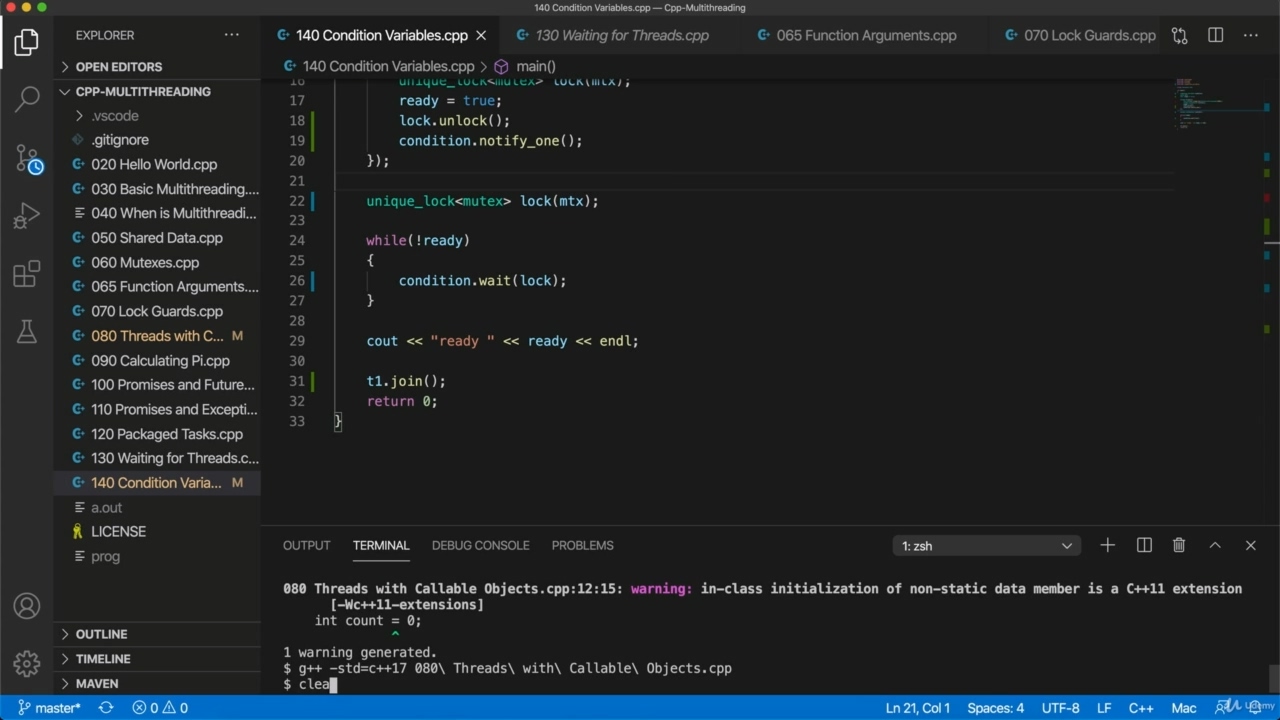 140 Condition Variables.cpp — Cpp-Multithreading
EXPLORER
OPEN EDITORS
CPP-MULTITHREADING
.vscode
.gitignore
020 Hello World.cpp
030 Basic Multithreading....
040 When is Multithreadi...
050 Shared Data.cpp
060 Mutexes.cpp
065 Function Arguments....
070 Lock Guards.cpp
080 Threads with C... M
090 Calculating Pi.cpp
100 Promises and Future...
110 Promises and Excepti...
120 Packaged Tasks.cpp
130 Waiting for Threads.c...
140 Condition Varia... M
a.out
LICENSE
prog
OUTLINE
TIMELINE
MAVEN
140 Condition Variables.cpp 130 Waiting for Threads.cpp 065 Function Arguments.cpp 070 Lock Guards.cpp
140 Condition Variables.cpp > main()
16 unique_lock<mutex> lock(mtx);
17 ready = true;
18 lock.unlock();
19 condition.notify_one();
20 });
21
22 unique_lock<mutex> lock(mtx);
23
24 while(!ready)
25 {
26 condition.wait(lock);
27 }
28
29 cout << "ready " << ready << endl;
30
31 t1.join();
32 return 0;
33 }
OUTPUT TERMINAL DEBUG CONSOLE PROBLEMS 1: zsh
080 Threads with Callable Objects.cpp:12:15: warning: in-class initialization of non-static data member is a C++11 extension
[-Wc++11-extensions]
int count = 0;
^
1 warning generated.
$ g++ -std=c++17 080\ Threads\ with\ Callable\ Objects.cpp
$ clea
master* 0 0 Ln 21, Col 1 Spaces: 4 UTF-8 LF C++ Mac Udemy